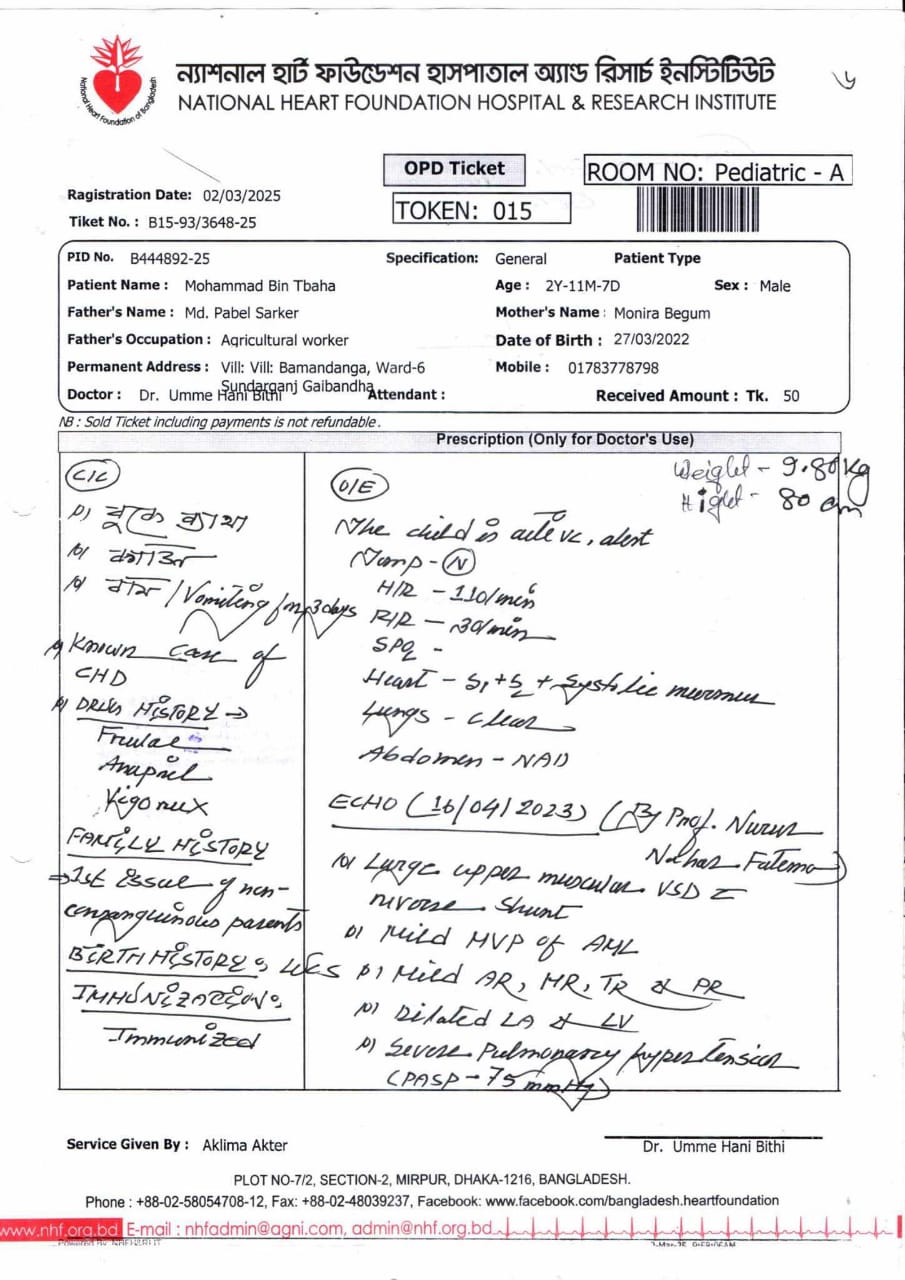 ন্যাশনাল হার্ট ফাউন্ডেশন হাসপাতাল অ্যান্ড রিসার্চ ইনস্টিটিউট
NATIONAL HEART FOUNDATION HOSPITAL & RESEARCH INSTITUTE
National Heart Foundation of Bangladesh
OPD Ticket
ROOM NO: Pediatric - A
Ragistration Date: 02/03/2025
TOKEN: 015
Tiket No. : B15-93/3648-25
PID No. B444892-25 Specification: General Patient Type
Patient Name : Mohammad Bin Tbaha Age : 2Y-11M-7D Sex : Male
Father's Name : Md. Pabel Sarker Mother's Name : Monira Begum
Father's Occupation : Agricultural worker Date of Birth : 27/03/2022
Permanent Address : Vill: Vill: Bamandanga, Ward-6 Mobile : 01783778798
Sundarganj Gaibandha
Doctor : Dr. Umme Hani Bithi Attendant : Received Amount : Tk. 50
NB : Sold Ticket including payments is not refundable.
Prescription (Only for Doctor's Use)
Weight - 9.80 kg
Hight - 80 cm
C/C
বুকে ব্যথা
/ Vomiting for 3 days
Known case of
CHD
DRUG HISTORY →
Frulac
Anapril
FAMILY HISTORY
⇒ 1st issue of non-
consanguinous parents
BIRTH HISTORY: LUCS
IMMUNIZATION:
Immunized
O/E
The child is active, alert
Temp - N
H/R - 110/min
R/R - 30/min
SPO2 -
Heart - S1 + S2 + Systolic murmur
Lungs - clear
Abdomen - NAD
ECHO (16/04/2023) (By Prof. Nurun
Nahar Fatema)
Large upper muscular VSD
reverse shunt
Mild MVP of AML
Mild AR, MR, TR & PR
Dilated LA & LV
Severe Pulmonary hypertension
(PASP - 75 mmHg)
Service Given By : Aklima Akter
Dr. Umme Hani Bithi
PLOT NO-7/2, SECTION-2, MIRPUR, DHAKA-1216, BANGLADESH.
Phone : +88-02-58054708-12, Fax: +88-02-48039237, Facebook: www.facebook.com/bangladesh.heartfoundation
www.nhf.org.bd E-mail : nhfadmin@agni.com, admin@nhf.org.bd